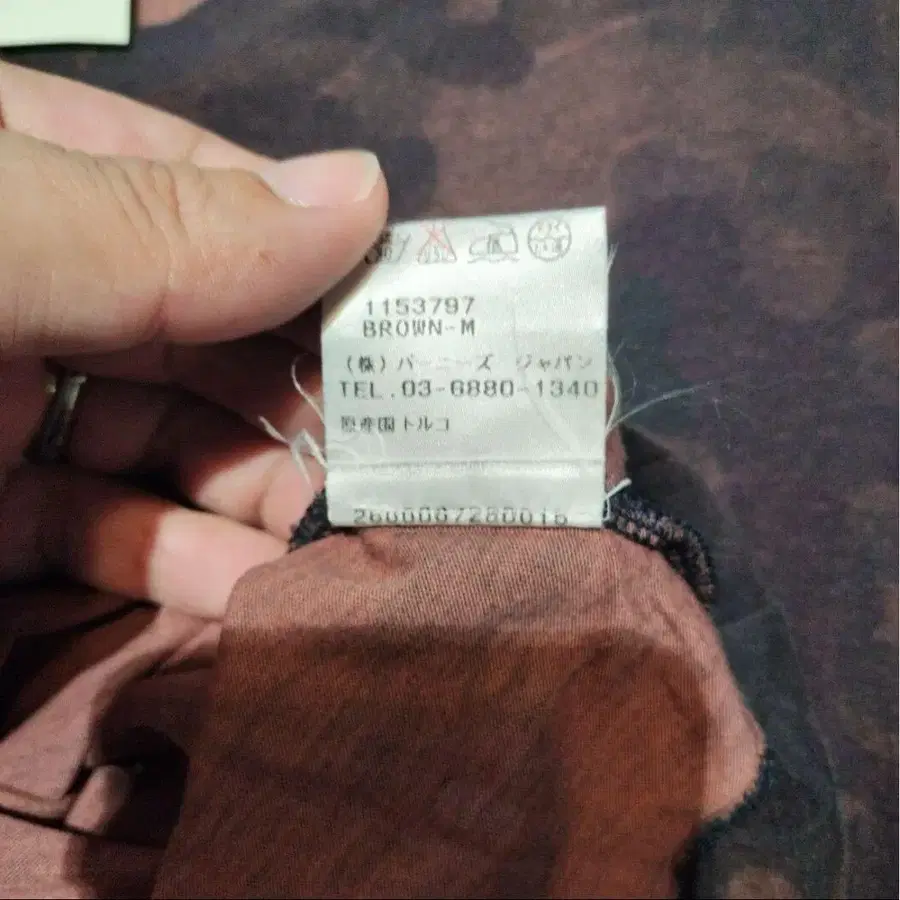 1153797
BROWN-M
(株) バーニーズ ジャパン
TEL.03-6880-1340
原産国トルコ